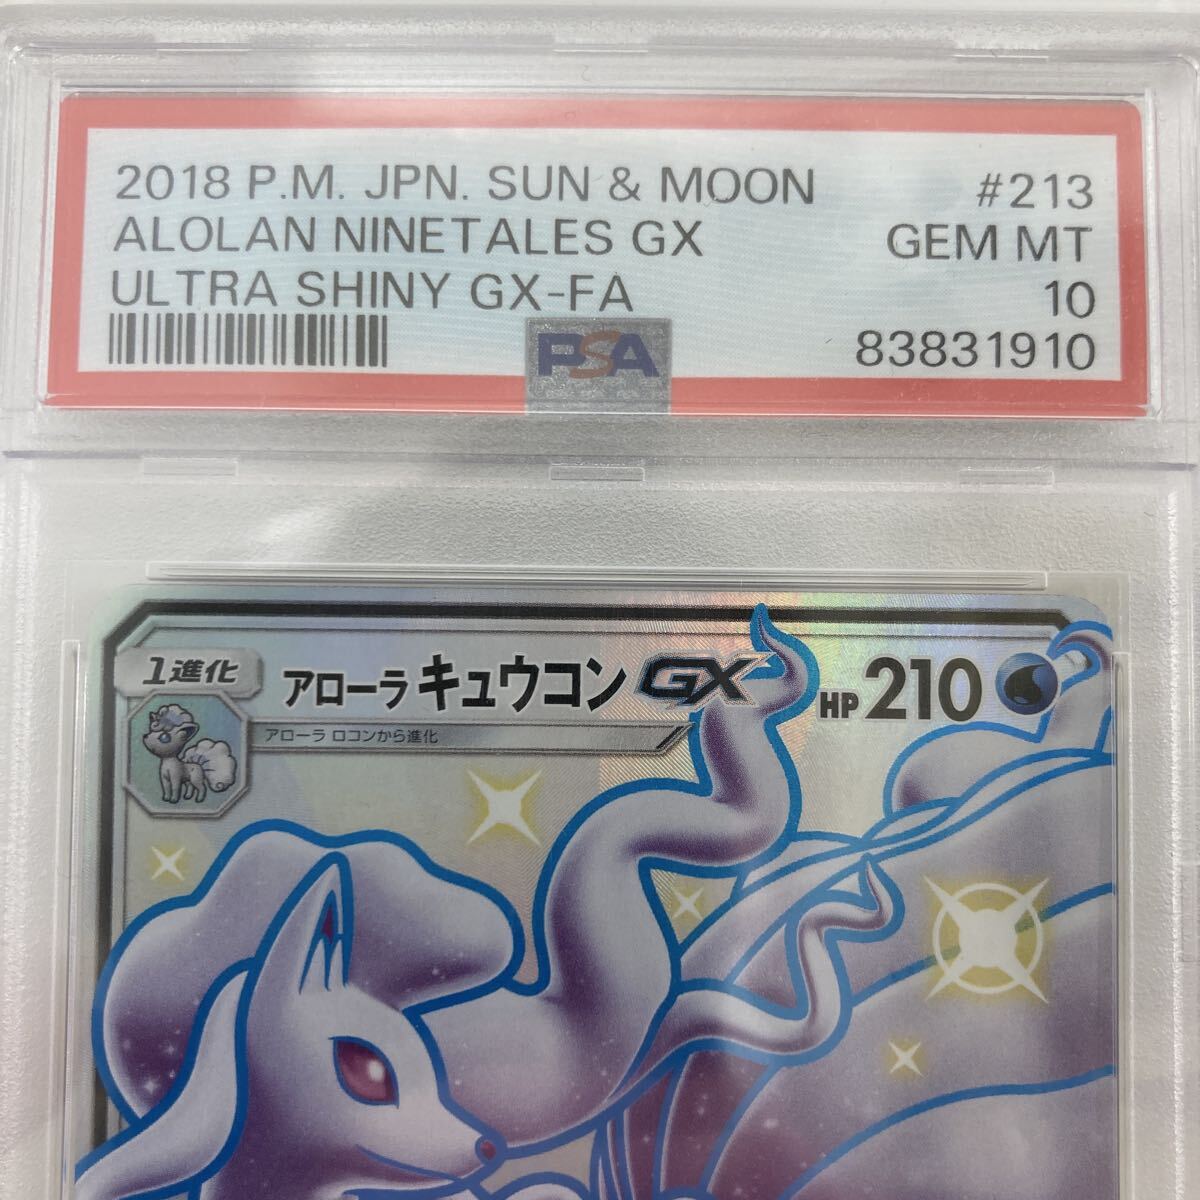 2018 P.M. JPN. SUN & MOON #213
ALOLAN NINETALES GX GEM MT
ULTRA SHINY GX-FA 10
PSA 83831910
1進化 アローラ キュウコン GX HP 210
アローラ ロコンから進化